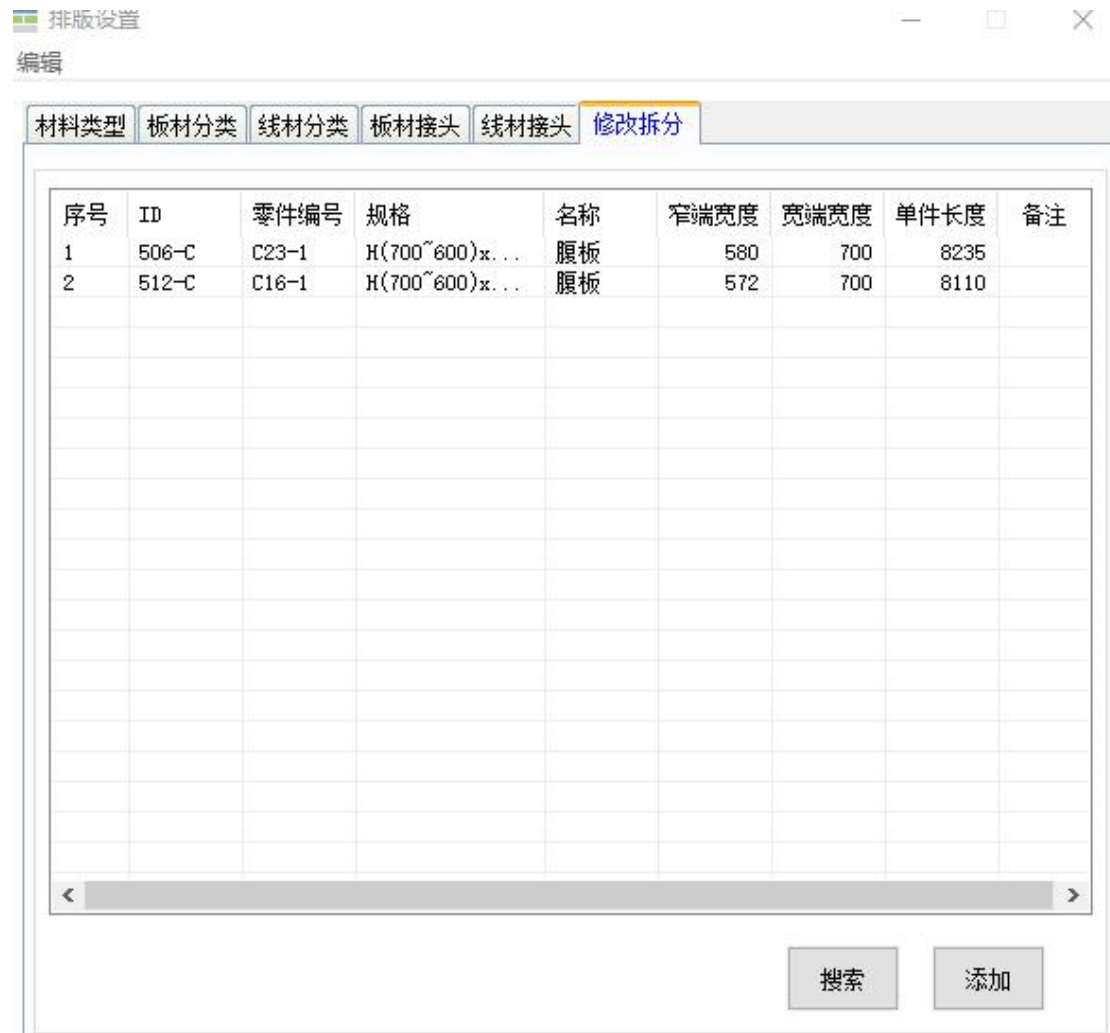 排版设置
编辑
材料类型 板材分类 线材分类 板材接头 线材接头 修改拆分
序号 ID 零件编号 规格 名称 窄端宽度 宽端宽度 单件长度 备注
1 506-C C23-1 H(700~600)x... 腹板 580 700 8235
2 512-C C16-1 H(700~600)x... 腹板 572 700 8110
搜索 添加